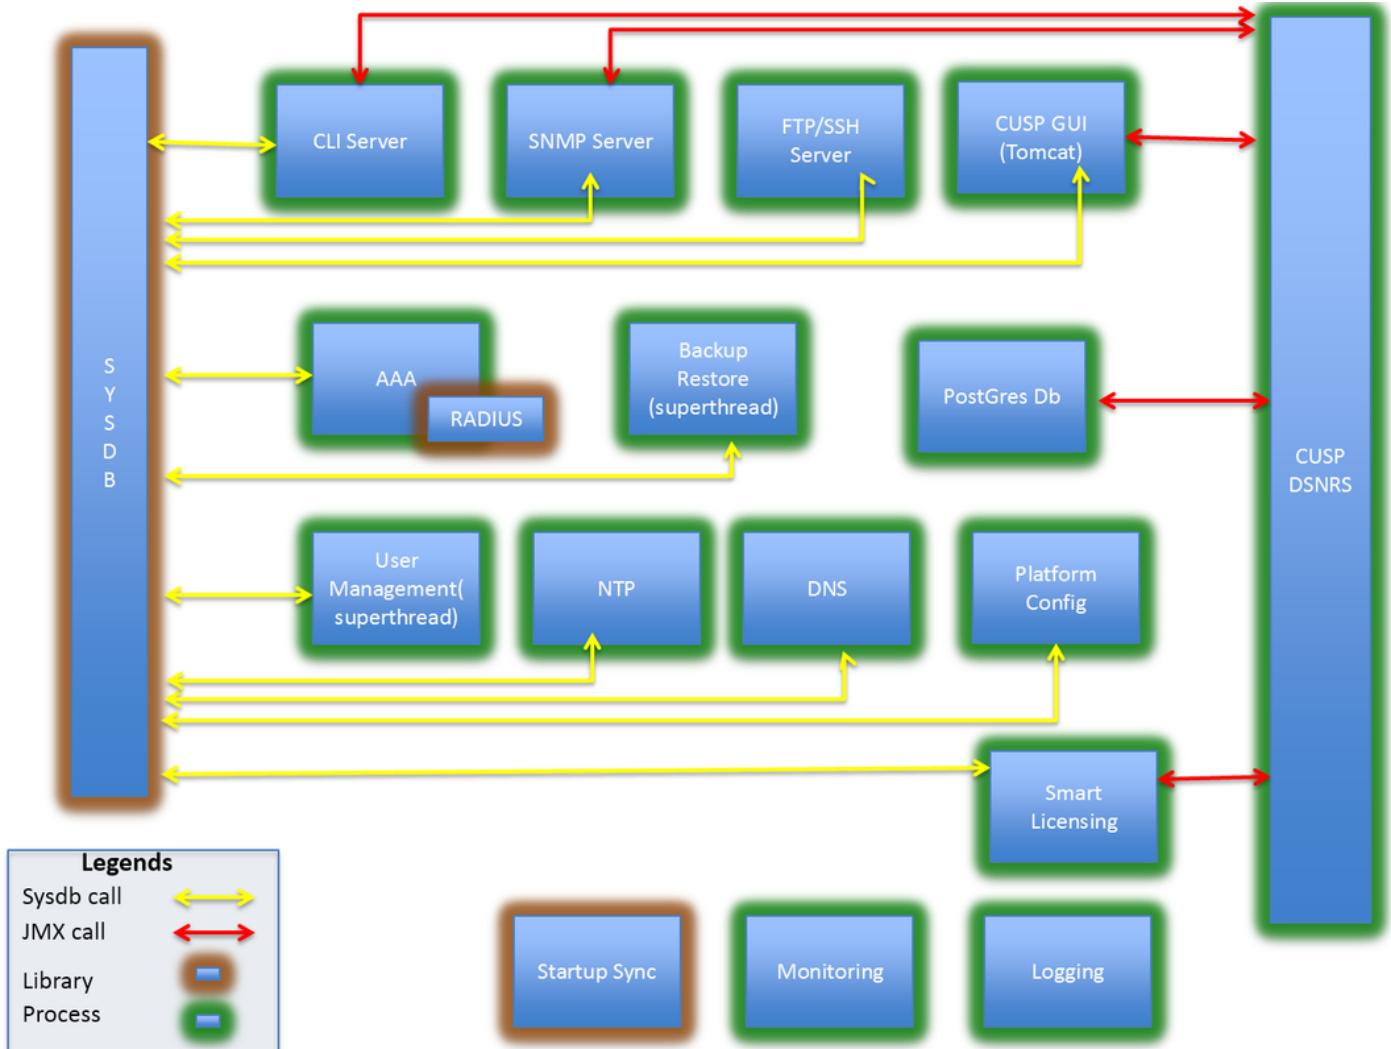 CLI Server
SNMP Server
FTP/SSH
Server
CUSP GUI
(Tomcat)
S
Y
S
D
B
AAA
RADIUS
Backup
Restore
(superthread)
PostGres Db
CUSP
DSNRS
User
Management(
superthread)
NTP
DNS
Platform
Config
Smart
Licensing
Legends
Sysdb call
JMX call
Library
Process
Startup Sync
Monitoring
Logging